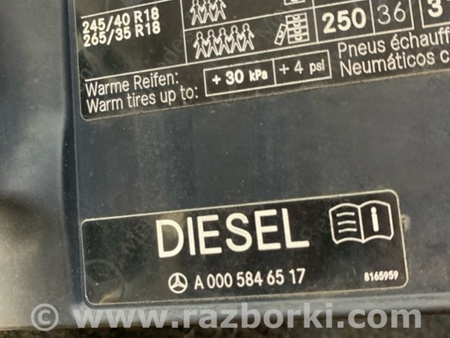 245/40 R18
265/35 R18
250 36 3
Warme Reifen:
Warm tires up to:
+ 30 kPa + 4 psi
Pneus échauff
Neumáticos c
DIESEL
A 000 584 65 17
8165959
www.razborki.com